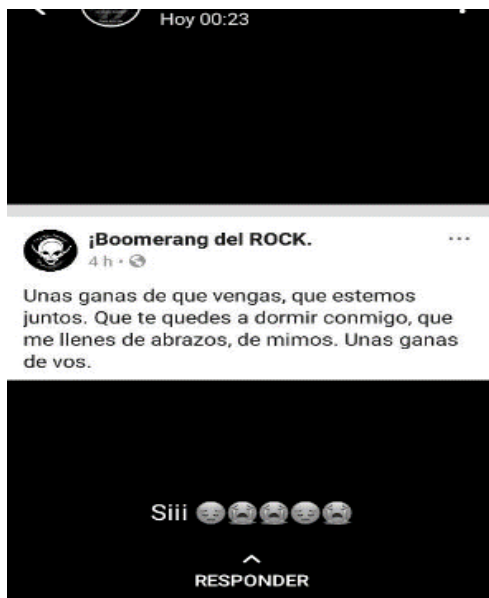 Hoy 00:23
¡Boomerang del ROCK.
4 h
Unas ganas de que vengas, que estemos
juntos. Que te quedes a dormir conmigo, que
me llenes de abrazos, de mimos. Unas ganas
de vos.
Siii 😔😭😭😔😭
RESPONDER